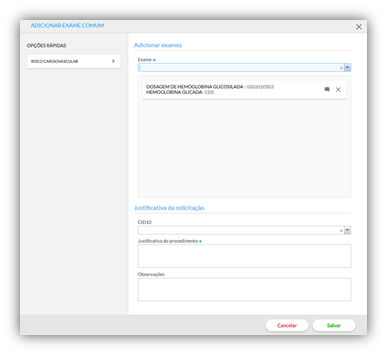 ADICIONAR EXAME COMUM
OPÇÕES RÁPIDAS
RISCO CARDIOVASCULAR
Adicionar exames
Exame
DOSAGEM DE HEMOGLOBINA GLICOSILADA - 0202010503
HEMOGLOBINA GLICADA - CDS
Justificativa da solicitação
CID10
Justificativa do procedimento
Observações
Cancelar
Salvar